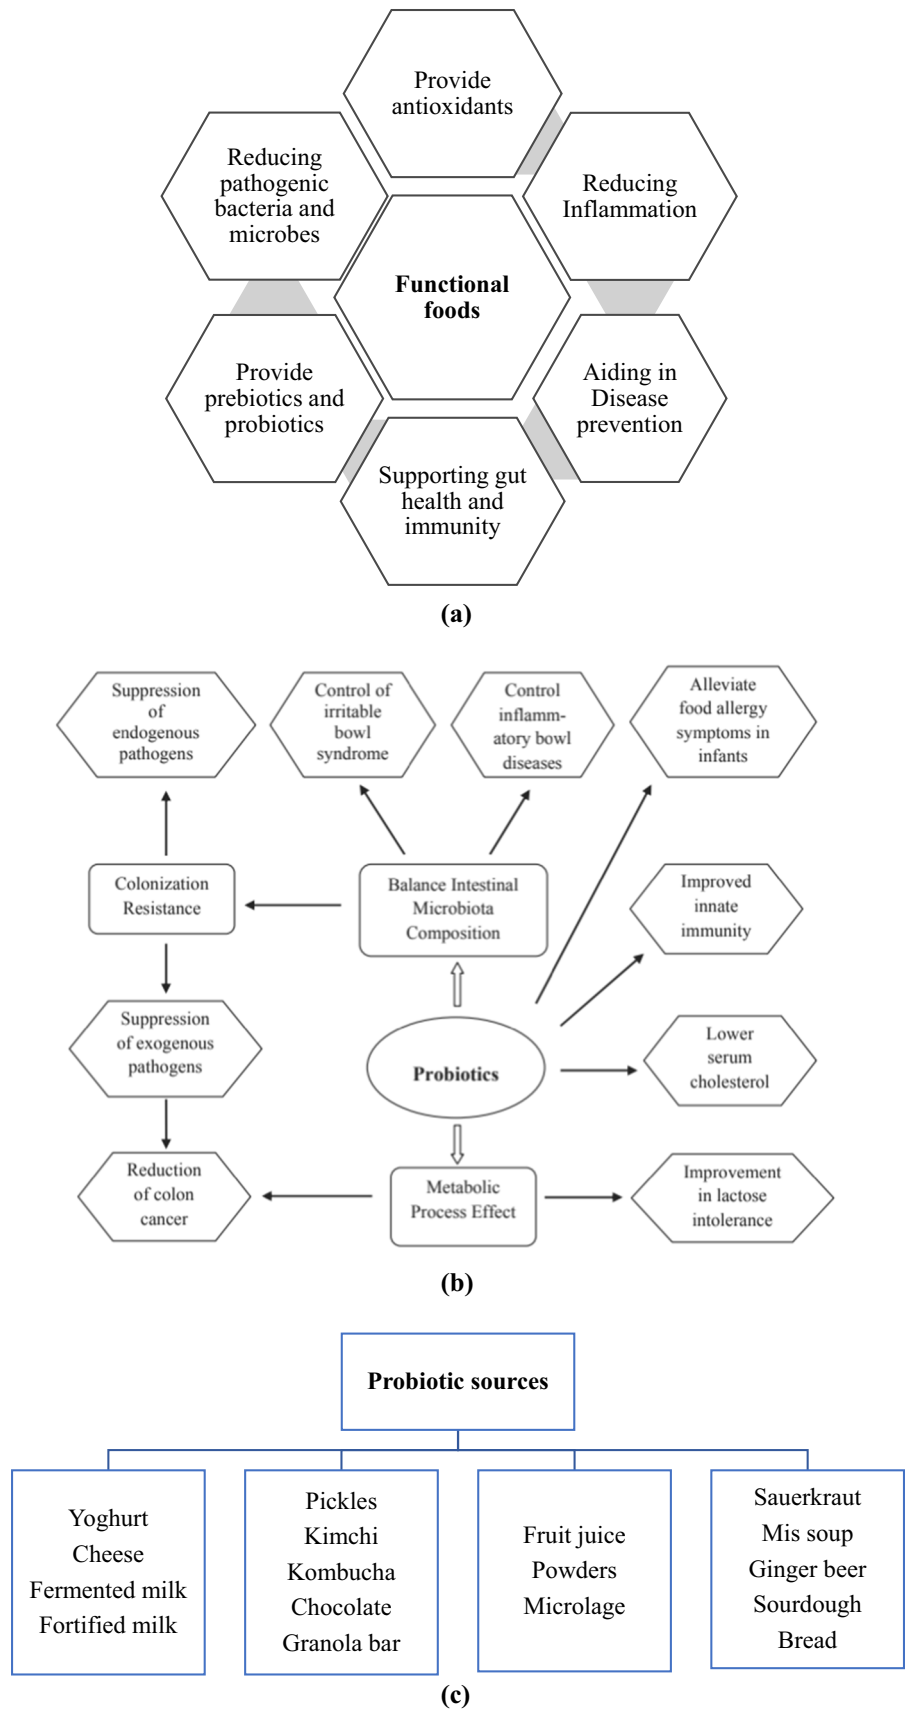 Provide
antioxidants
Reducing
pathogenic
bacteria and
microbes
Reducing
Inflammation
Functional
foods
Provide
prebiotics and
probiotics
Aiding in
Disease
prevention
Supporting gut
health and
immunity
(a)
Suppression
of
endogenous
pathogens
Control of
irritable
bowl
syndrome
Control
inflamm-
atory bowl
diseases
Alleviate
food allergy
symptoms in
infants
Colonization
Resistance
Balance Intestinal
Microbiota
Composition
Improved
innate
immunity
Suppression
of exogenous
pathogens
Probiotics
Lower
serum
cholesterol
Reduction
of colon
cancer
Metabolic
Process Effect
Improvement
in lactose
intolerance
(b)
Probiotic sources
Yoghurt
Cheese
Fermented milk
Fortified milk
Pickles
Kimchi
Kombucha
Chocolate
Granola bar
Fruit juice
Powders
Microlage
Sauerkraut
Mis soup
Ginger beer
Sourdough
Bread
(c)